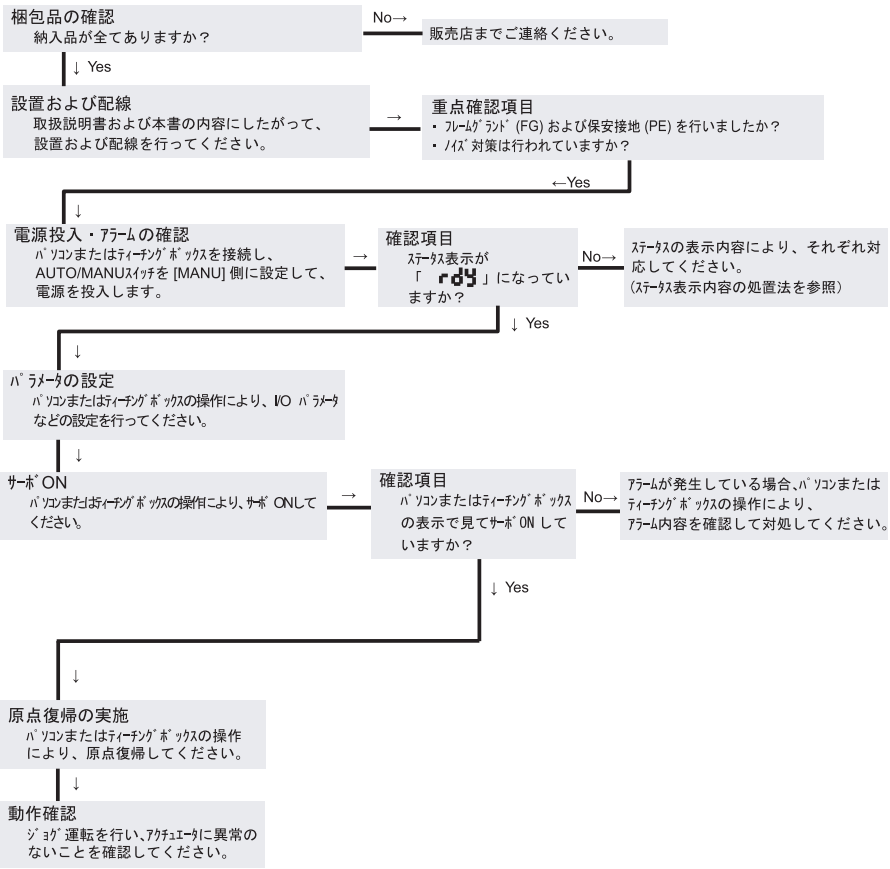 梱包品の確認
納入品が全てありますか？
No→
販売店までご連絡ください。
↓ Yes
設置および配線
取扱説明書および本書の内容にしたがって、
設置および配線を行ってください。
→
重点確認項目
・ ﾌﾚｰﾑｸﾞﾗﾝﾄﾞ (FG) および保安接地 (PE) を行いましたか？
・ ﾉｲｽﾞ対策は行われていますか？
←Yes
↓
電源投入・ｱﾗｰﾑの確認
ﾊﾟｿｺﾝまたはﾃｨｰﾁﾝｸﾞﾎﾞｯｸｽを接続し、
AUTO/MANUｽｲｯﾁを [MANU] 側に設定して、
電源を投入します。
→
確認項目
ｽﾃｰﾀｽ表示が
「 rdy 」になってい
ますか？
No→
ｽﾃｰﾀｽの表示内容により、それぞれ対
応してください。
(ｽﾃｰﾀｽ表示内容の処置法を参照)
↓ Yes
↓
ﾊﾟﾗﾒｰﾀの設定
ﾊﾟｿｺﾝまたはﾃｨｰﾁﾝｸﾞﾎﾞｯｸｽの操作により、I/O ﾊﾟﾗﾒｰﾀ
などの設定を行ってください。
↓
ｻｰﾎﾞON
ﾊﾟｿｺﾝまたはﾃｨｰﾁﾝｸﾞﾎﾞｯｸｽの操作により、ｻｰﾎﾞONして
ください。
→
確認項目
ﾊﾟｿｺﾝまたはﾃｨｰﾁﾝｸﾞﾎﾞｯｸｽ
の表示で見てｻｰﾎﾞON して
いますか？
No→
ｱﾗｰﾑが発生している場合、ﾊﾟｿｺﾝまたは
ﾃｨｰﾁﾝｸﾞﾎﾞｯｸｽの操作により、
ｱﾗｰﾑ内容を確認して対処してください。
↓ Yes
↓
原点復帰の実施
ﾊﾟｿｺﾝまたはﾃｨｰﾁﾝｸﾞﾎﾞｯｸｽの操作
により、原点復帰してください。
↓
動作確認
ｼﾞｮｸﾞ運転を行い、ｱｸﾁｭｴｰﾀに異常の
ないことを確認してください。